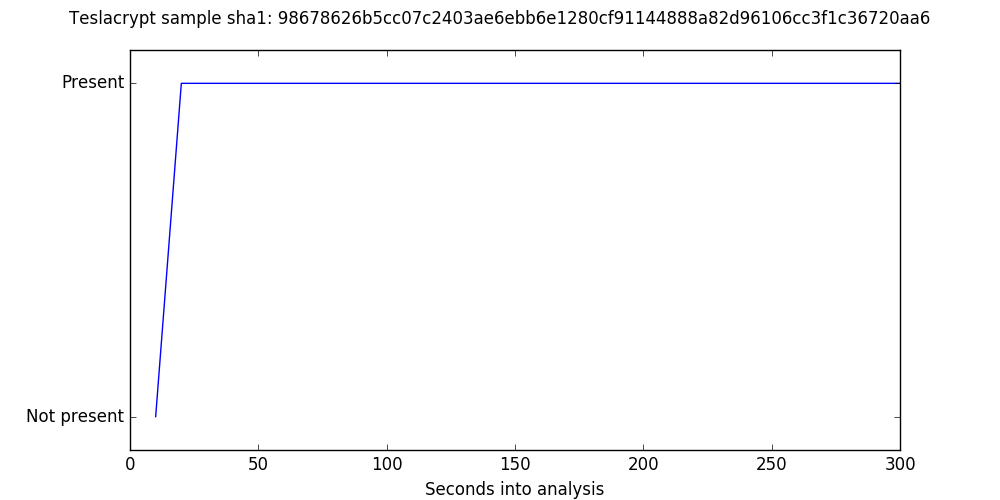 Teslacrypt sample sha1: 98678626b5cc07c2403ae6ebb6e1280cf91144888a82d96106cc3f1c36720aa6
Present
Not present
0 50 100 150 200 250 300
Seconds into analysis